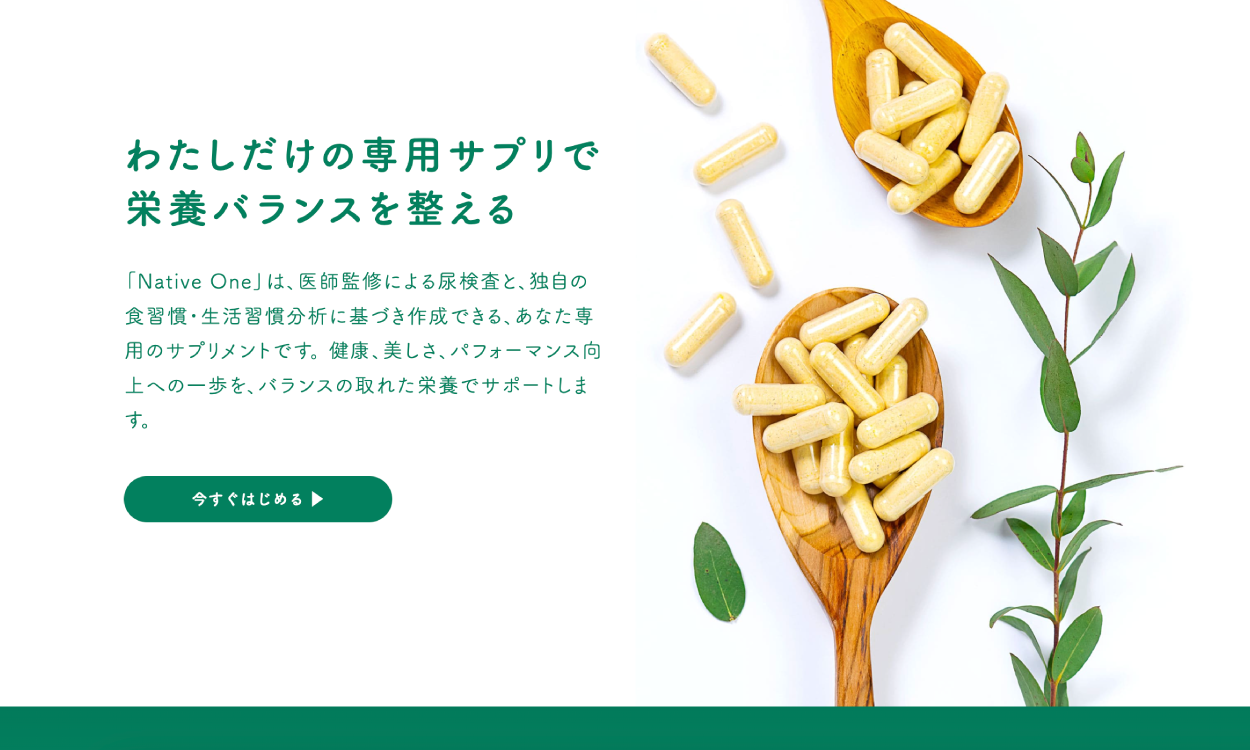 わたしだけの専用サプリで
栄養バランスを整える
「Native One」は、医師監修による尿検査と、独自の
食習慣・生活習慣分析に基づき作成できる、あなた専
用のサプリメントです。健康、美しさ、パフォーマンス向
上への一歩を、バランスの取れた栄養でサポートしま
す。
今すぐはじめる ▶